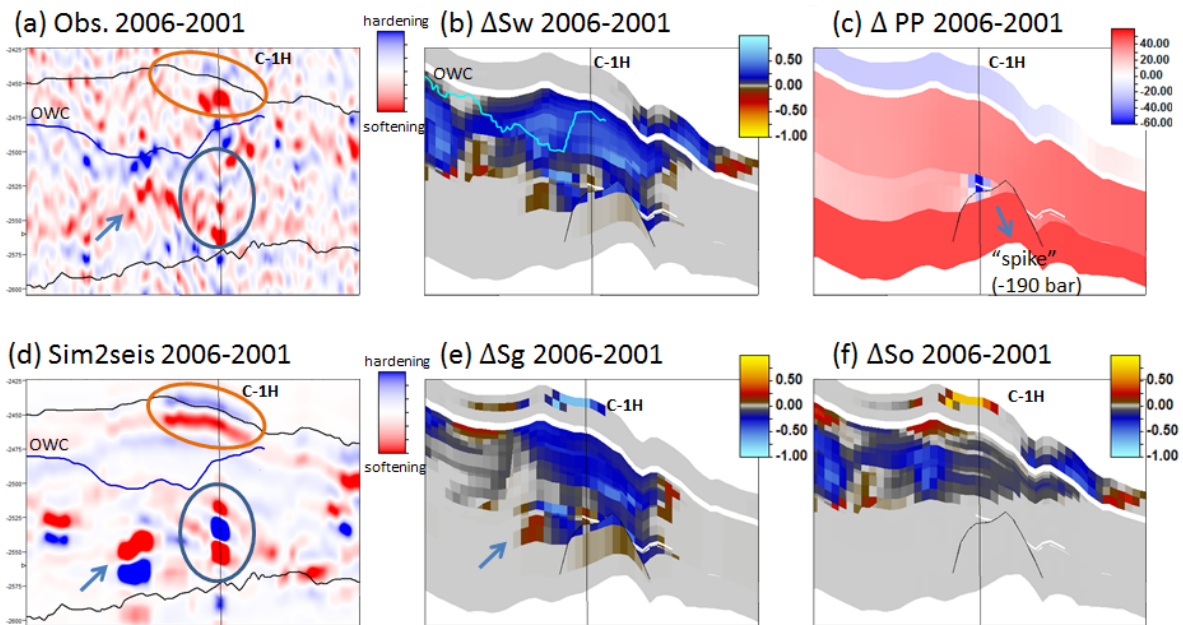 (a) Obs. 2006-2001
hardening
softening
C-1H
OWC
-2425
-2450
-2475
-2500
-2525
-2550
-2575
-2600
(b) ΔSw 2006-2001
C-1H
OWC
0.50
0.00
-0.50
-1.00
(c) Δ PP 2006-2001
C-1H
40.00
20.00
0.00
-20.00
-40.00
-60.00
“spike”
(-190 bar)
(d) Sim2seis 2006-2001
hardening
softening
C-1H
OWC
-2425
-2450
-2475
-2500
-2525
-2550
-2575
-2600
(e) ΔSg 2006-2001
C-1H
0.50
0.00
-0.50
-1.00
(f) ΔSo 2006-2001
C-1H
0.50
0.00
-0.50
-1.00